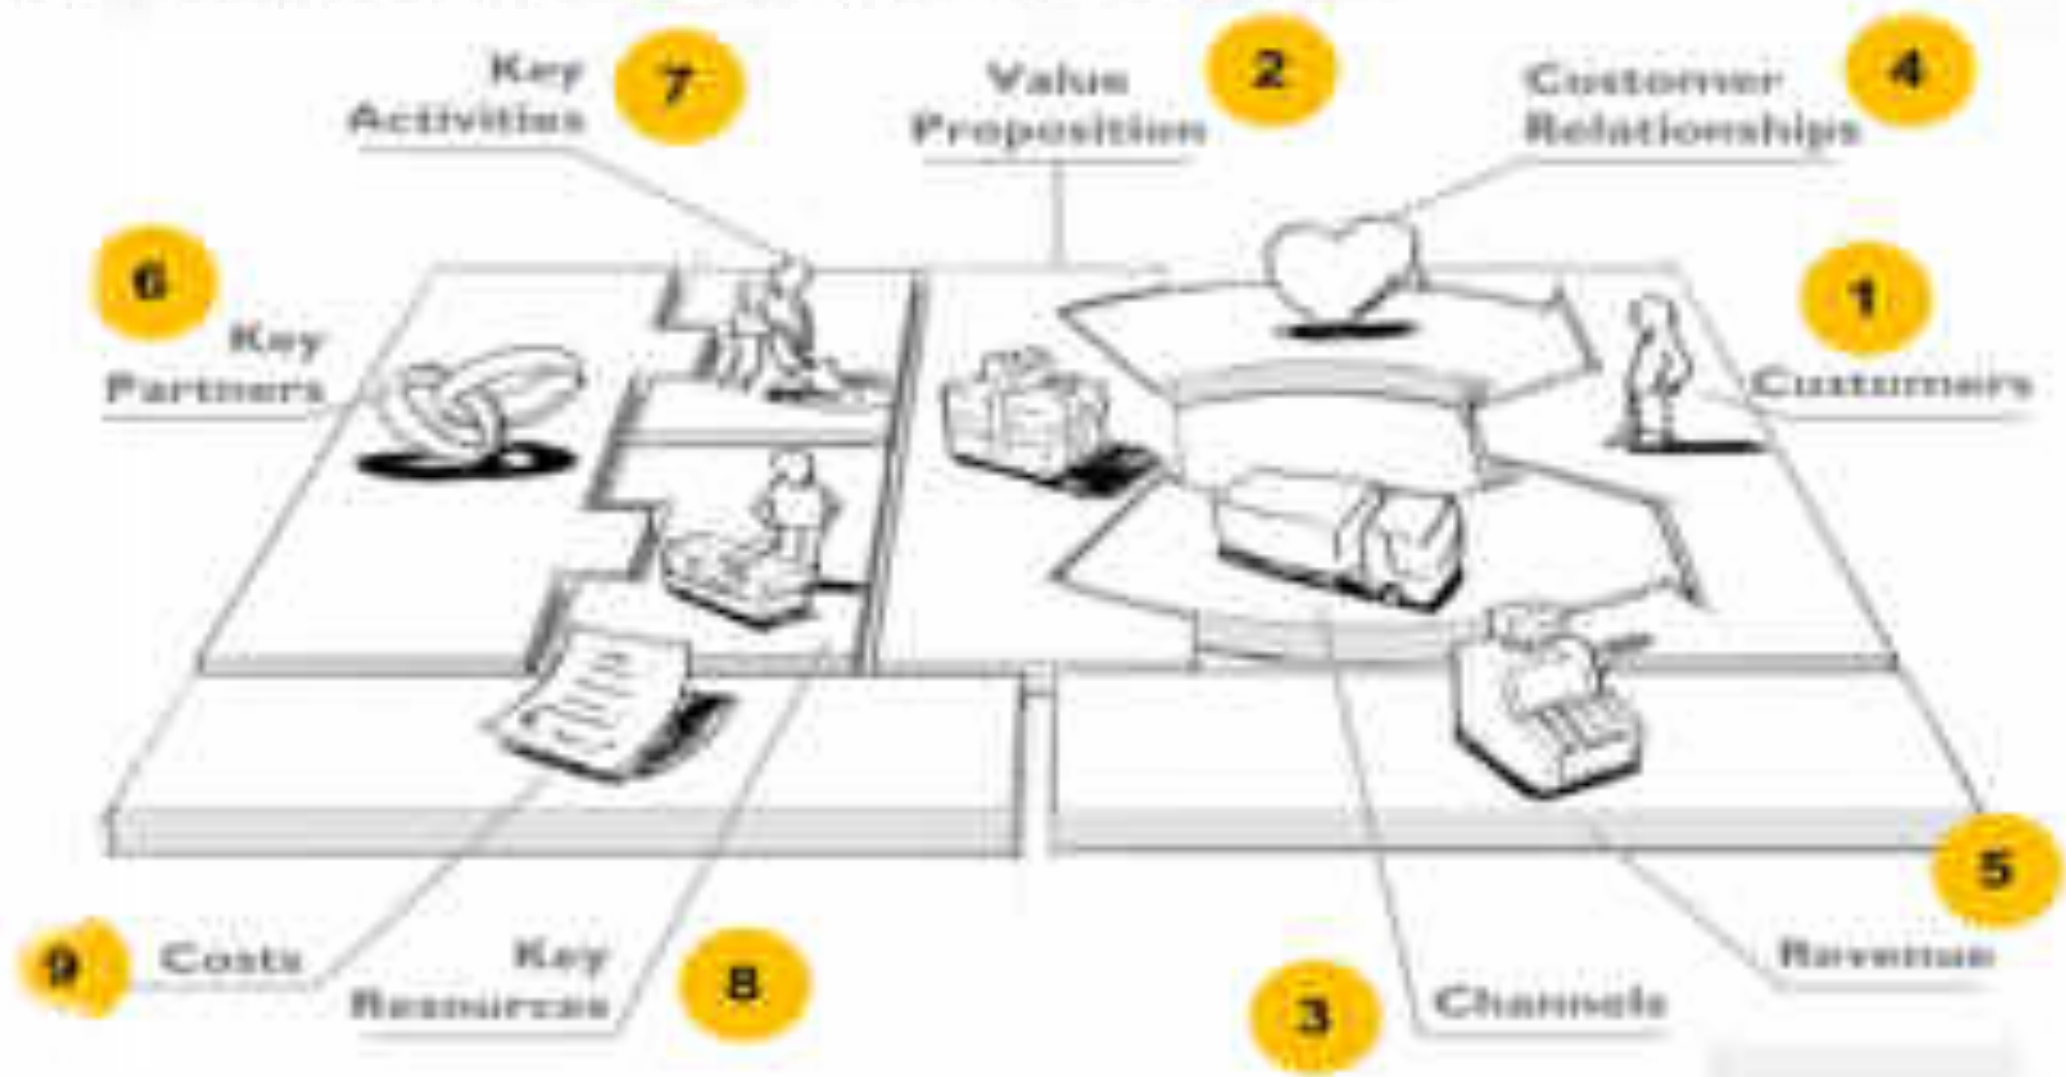 Key
Activities
7
Value
Proposition
2
Customer
Relationships
4
6
Key
Partners
1
Customers
5
9
Costs
Key
Resources
8
3
Channels
Revenue